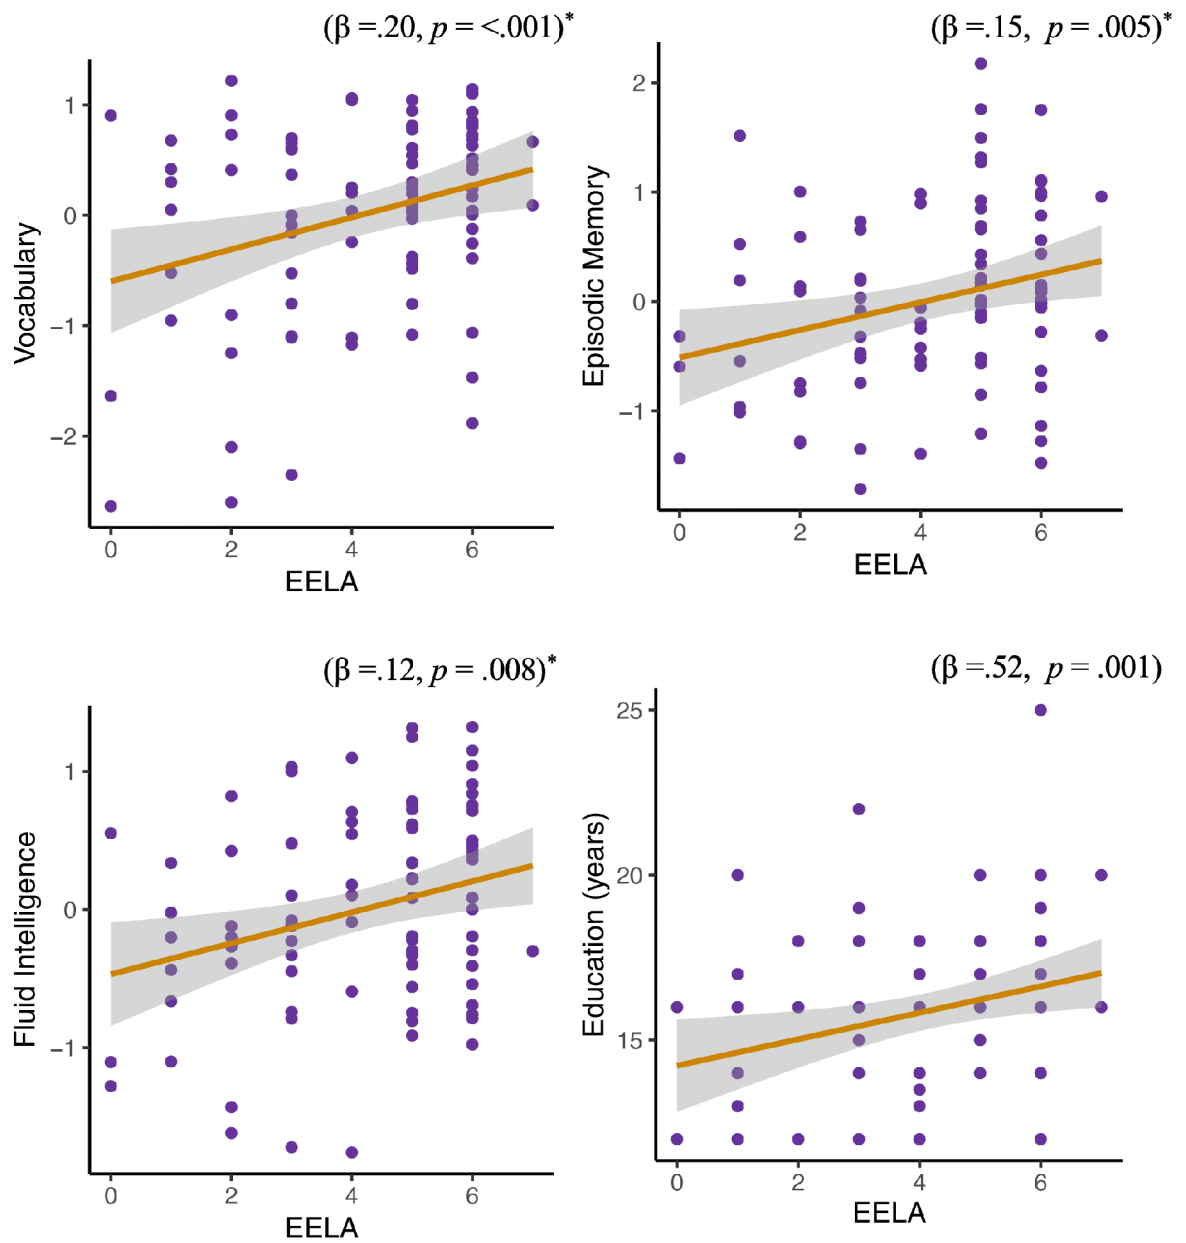 (β =.20, p = <.001)*
1
0
−1
−2
Vocabulary
0 2 4 6
EELA
(β =.15, p = .005)*
2
1
0
−1
Episodic Memory
0 2 4 6
EELA
(β =.12, p = .008)*
1
0
−1
Fluid Intelligence
0 2 4 6
EELA
(β =.52, p = .001)
25
20
15
Education (years)
0 2 4 6
EELA